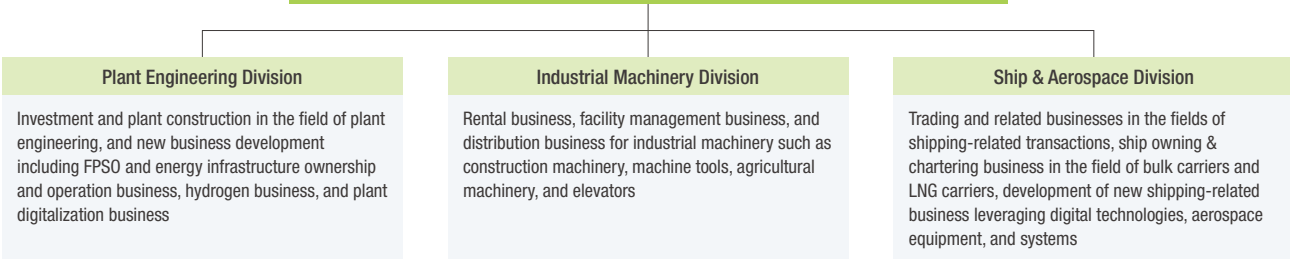 Plant Engineering Division
Investment and plant construction in the field of plant
engineering, and new business development
including FPSO and energy infrastructure ownership
and operation business, hydrogen business, and plant
digitalization business
Industrial Machinery Division
Rental business, facility management business, and
distribution business for industrial machinery such as
construction machinery, machine tools, agricultural
machinery, and elevators
Ship & Aerospace Division
Trading and related businesses in the fields of
shipping-related transactions, ship owning &
chartering business in the field of bulk carriers and
LNG carriers, development of new shipping-related
business leveraging digital technologies, aerospace
equipment, and systems